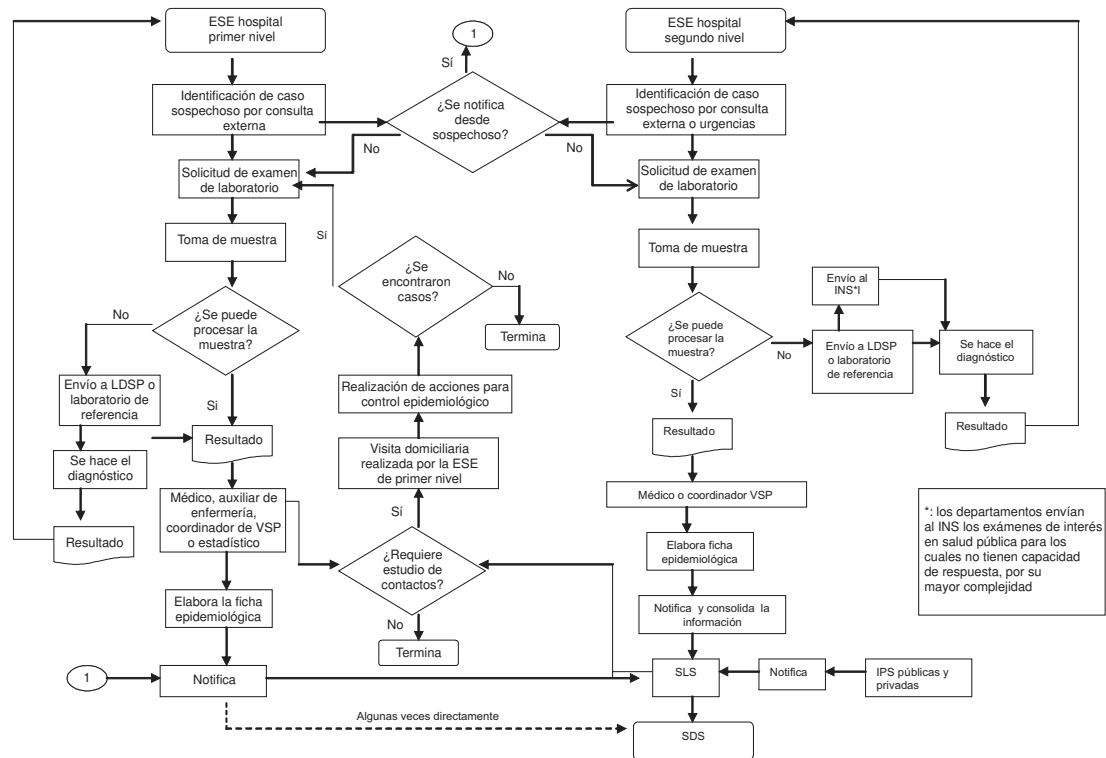 ESE hospital
primer nivel
1
ESE hospital
segundo nivel
Sí
Identificación de caso
sospechoso por consulta
externa
¿Se notifica
desde
sospechoso?
Identificación de caso
sospechoso por consulta
externa o urgencias
No
No
Solicitud de examen
de laboratorio
Solicitud de examen
de laboratorio
Toma de muestra
Sí
Toma de muestra
¿Se
encontraron
casos?
No
Termina
Envío al
INS*l
No
¿Se puede
procesar la
muestra?
¿Se puede
procesar la
muestra?
No
Envío a LDSP
o laboratorio
de referencia
Se hace el
diagnóstico
Envío a LDSP o
laboratorio de
referencia
Si
Realización de acciones para
control epidemiológico
Sí
Resultado
Resultado
Resultado
Se hace el
diagnóstico
Visita domiciliaria
realizada por la ESE
de primer nivel
Resultado
Médico, auxiliar de
enfermería,
coordinador de VSP
o estadístico
Sí
Médico o coordinador VSP
*: los departamentos envían
al INS los exámenes de interés
en salud pública para los
cuales no tienen capacidad
de respuesta, por su
mayor complejidad
¿Requiere
estudio de
contactos?
Elabora ficha
epidemiológica
Elabora la ficha
epidemiológica
No
Termina
Notifica y consolida la
información
1
Notifica
SLS
Notifica
IPS públicas y
privadas
Algunas veces directamente
SDS